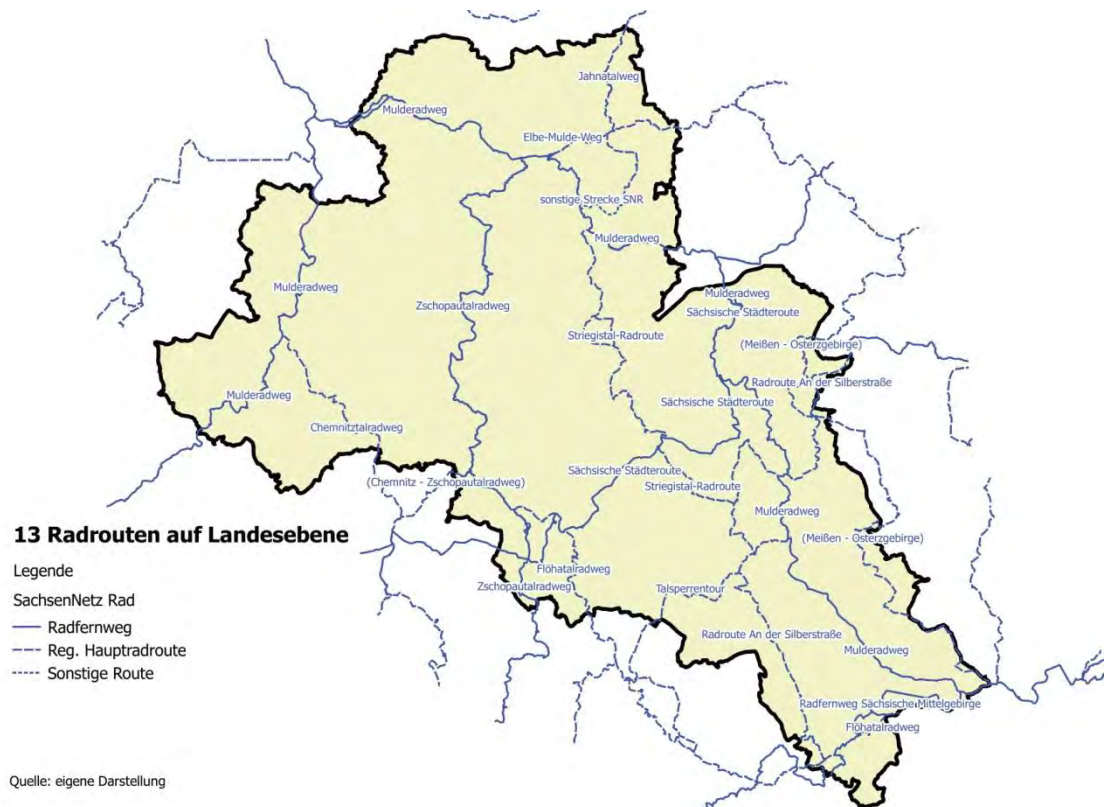 Jahnatalweg
Mulderadweg
Elbe-Mulde-Weg
sonstige Strecke SNR
Mulderadweg
Mulderadweg
Mulderadweg
Zschopautalradweg
Sächsische Städteroute
Striegistal-Radroute
(Meißen - Osterzgebirge)
Radroute An der Silberstraße
Mulderadweg
Sächsische Städteroute
Chemnitztalradweg
Sächsische Städteroute
(Chemnitz - Zschopautalradweg)
Striegistal-Radroute
Mulderadweg
(Meißen - Osterzgebirge)
Flöhatalradweg
Zschopautalradweg
Talsperrentour
Radroute An der Silberstraße
Mulderadweg
Radfernweg Sächsische Mittelgebirge
Flöhatalradweg
13 Radrouten auf Landesebene
Legende
SachsenNetz Rad
Radfernweg
Reg. Hauptradroute
Sonstige Route
Quelle: eigene Darstellung